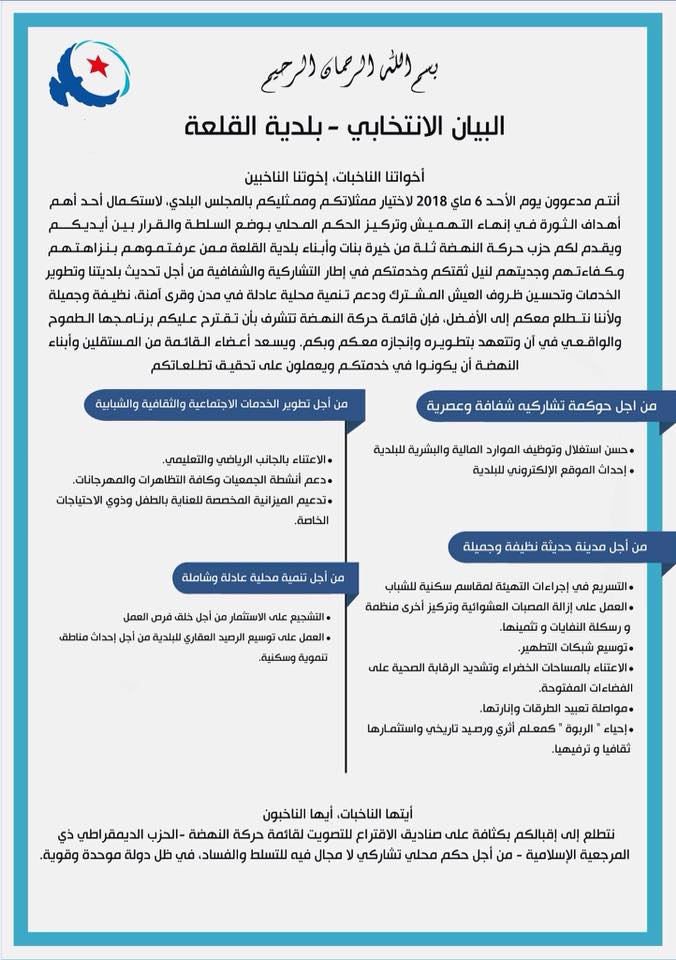 بسم الله الرحمان الرحيم
البيان الانتخابي - بلدية القلعة
أخواتنا الناخبات، إخوتنا الناخبين
أنتم مدعوون يوم الأحد 6 ماي 2018 لاختيار ممثلاتكم وممثليكم بالمجلس البلدي، لاستكمال أحد أهم
أهداف الثورة في إنهاء التهميش وتركيز الحكم المحلي بوضع السلطة والقرار بين أيديكم
ويقدم لكم حزب حركة النهضة ثلة من خيرة بنات وأبناء بلدية القلعة ممن عرفتموهم بنزاهتهم
وكفاءتهم وجديتهم لنيل ثقتكم وخدمتكم في إطار التشاركية والشفافية من أجل تحديث بلديتنا وتطوير
الخدمات وتحسين ظروف العيش المشترك ودعم تنمية محلية عادلة في مدن وقرى آمنة، نظيفة وجميلة
ولأننا نتطلع معكم إلى الأفضل، فإن قائمة حركة النهضة تتشرف بأن تقترح عليكم برنامجها الطموح
والواقعي في آن وتتعهد بتطويره وإنجازه معكم وبكم. ويسعد أعضاء القائمة من المستقلين وأبناء
النهضة أن يكونوا في خدمتكم ويعملون على تحقيق تطلعاتكم
من اجل حوكمة تشاركيه شفافة وعصرية
•حسن استغلال وتوظيف الموارد المالية والبشرية للبلدية
•إحداث الموقع الإلكتروني للبلدية
من أجل مدينة حديثة نظيفة وجميلة
•التسريع في إجراءات التهيئة لمقاسم سكنية للشباب
•العمل على إزالة المصبات العشوائية وتركيز أخرى منظمة
و رسكلة النفايات و تثمينها.
•توسيع شبكات التطهير.
•الاعتناء بالمساحات الخضراء وتشديد الرقابة الصحية على
الفضاءات المفتوحة.
•مواصلة تعبيد الطرقات وإنارتها.
•إحياء " الربوة " كمعلم أثري ورصيد تاريخي واستثمارها
ثقافيا و ترفيهيا.
من أجل تطوير الخدمات الاجتماعية والثقافية والشبابية
•الاعتناء بالجانب الرياضي والتعليمي.
•دعم أنشطة الجمعيات وكافة التظاهرات والمهرجانات.
•تدعيم الميزانية المخصصة للعناية بالطفل وذوي الاحتياجات
الخاصة.
من أجل تنمية محلية عادلة وشاملة
•التشجيع على الاستثمار من أجل خلق فرص العمل
•العمل على توسيع الرصيد العقاري للبلدية من أجل إحداث مناطق
تنموية وسكنية.
أيتها الناخبات، أيها الناخبون
نتطلع إلى إقبالكم بكثافة على صناديق الاقتراع للتصويت لقائمة حركة النهضة -الحزب الديمقراطي ذي
المرجعية الإسلامية - من أجل حكم محلي تشاركي لا مجال فيه للتسلط والفساد، في ظل دولة موحدة وقوية.